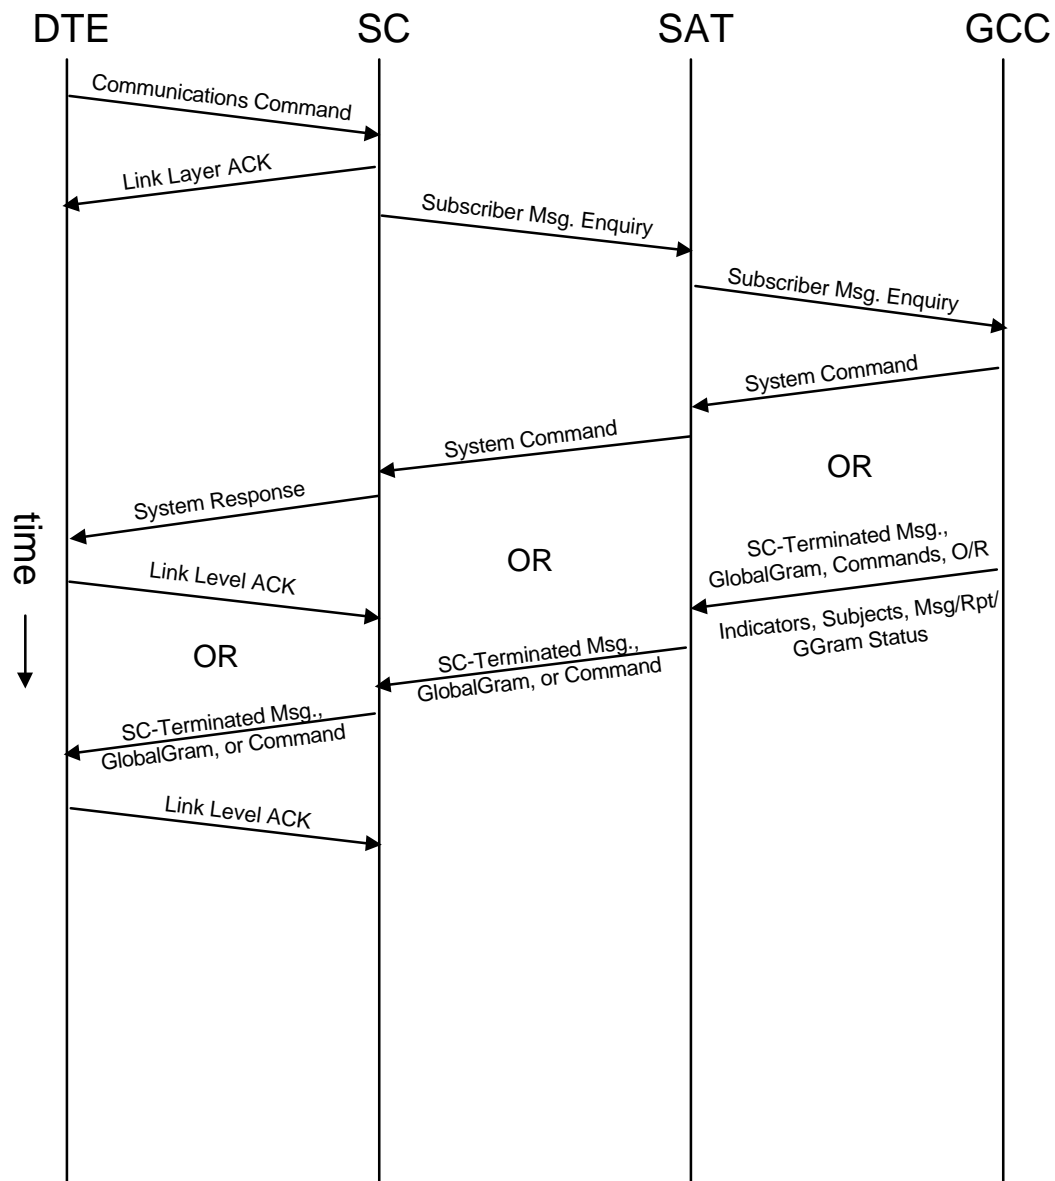 DTE
SC
SAT
GCC
Communications Command
Link Layer ACK
Subscriber Msg. Enquiry
Subscriber Msg. Enquiry
System Command
System Command
OR
System Response
time
SC-Terminated Msg.,
GlobalGram, Commands, O/R
OR
Link Level ACK
Indicators, Subjects, Msg/Rpt/
GGram Status
OR
SC-Terminated Msg.,
GlobalGram, or Command
SC-Terminated Msg.,
GlobalGram, or Command
Link Level ACK